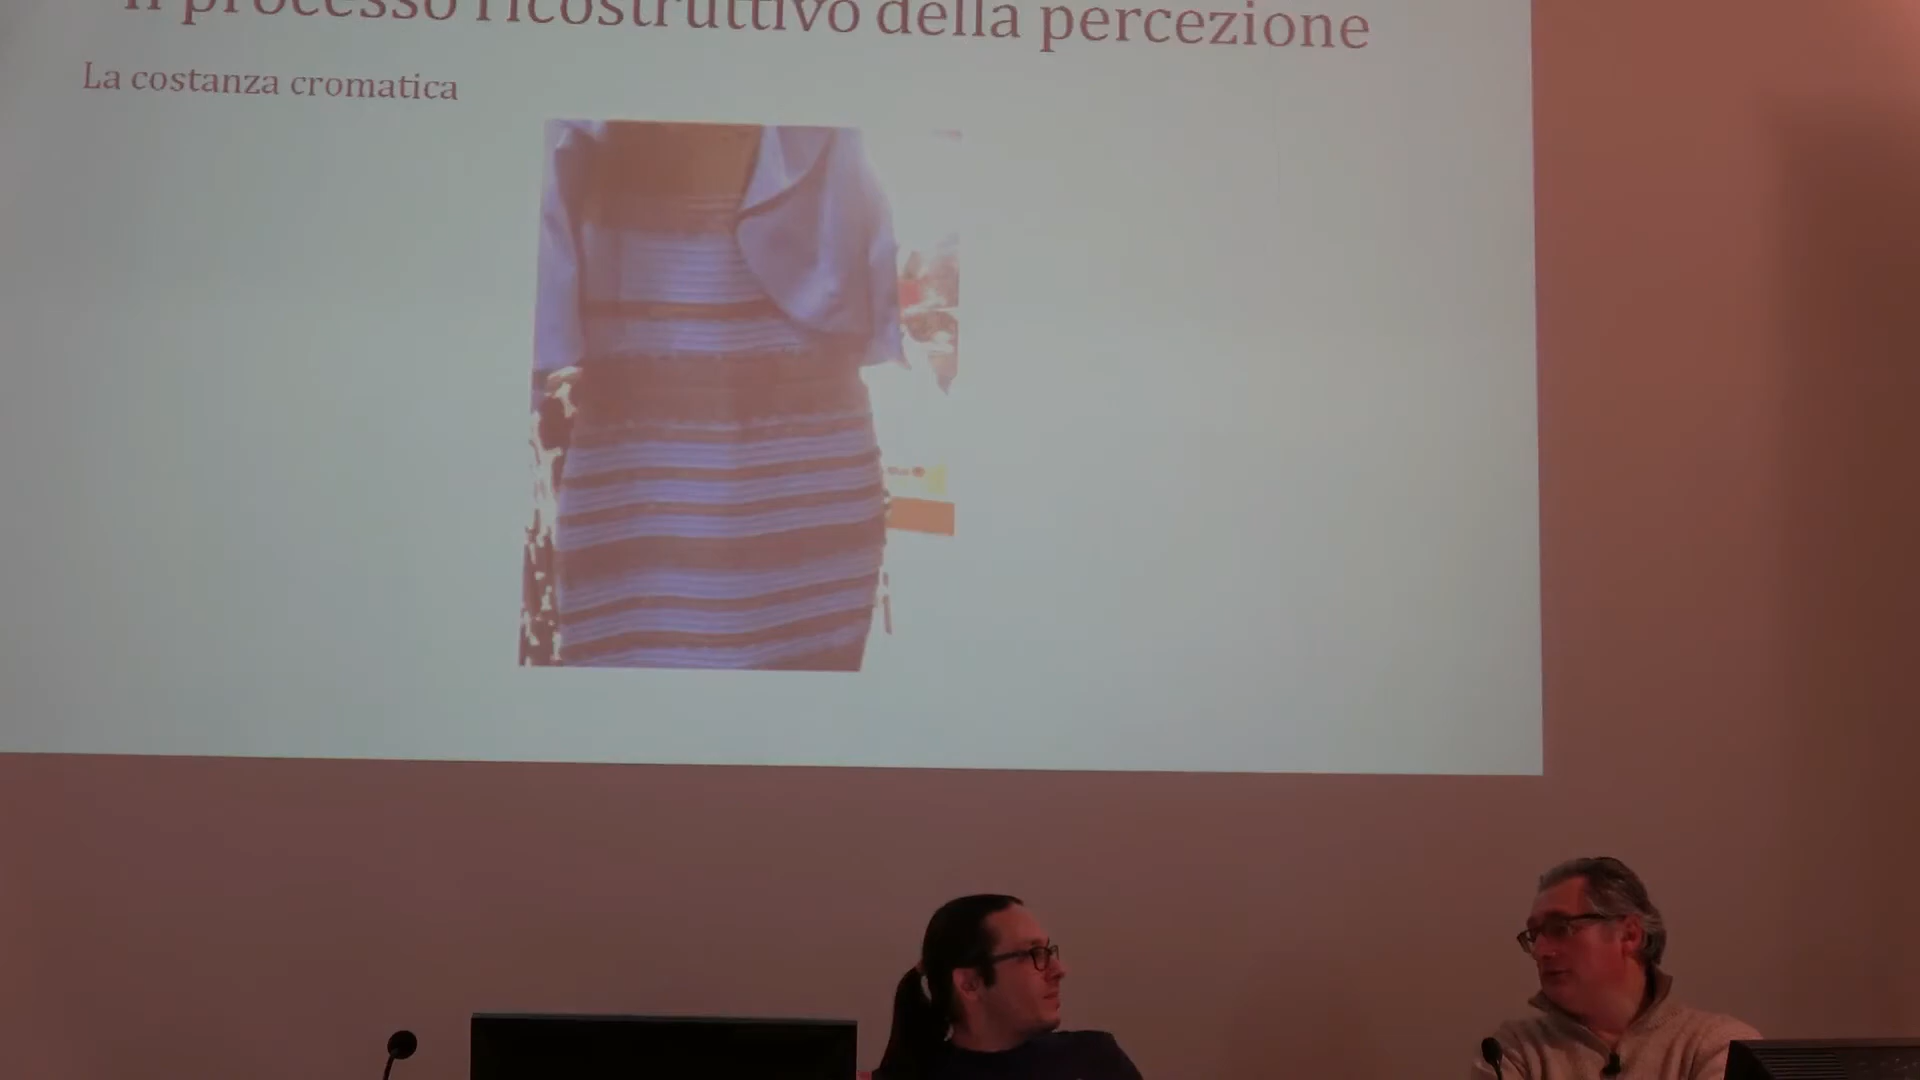 Il processo ricostruttivo della percezione
La costanza cromatica